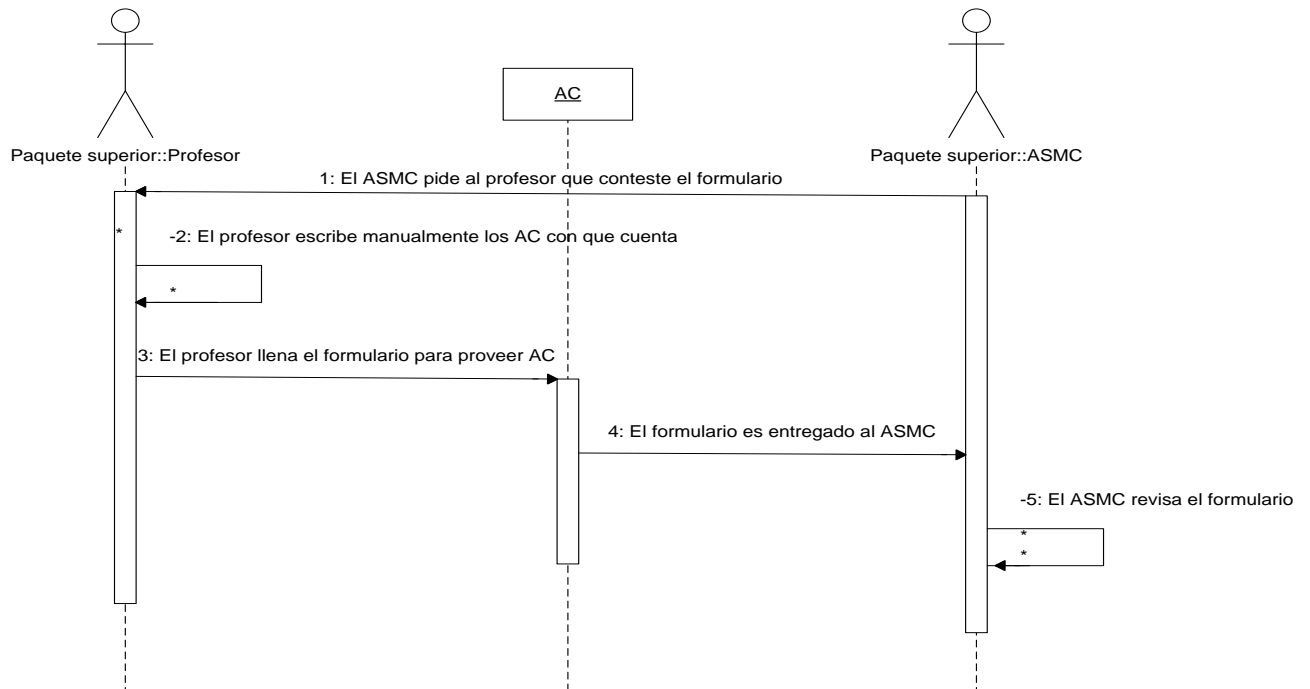 AC
Paquete superior::Profesor
Paquete superior::ASMC
1: El ASMC pide al profesor que conteste el formulario
*
-2: El profesor escribe manualmente los AC con que cuenta
*
3: El profesor llena el formulario para proveer AC
4: El formulario es entregado al ASMC
-5: El ASMC revisa el formulario
*
*